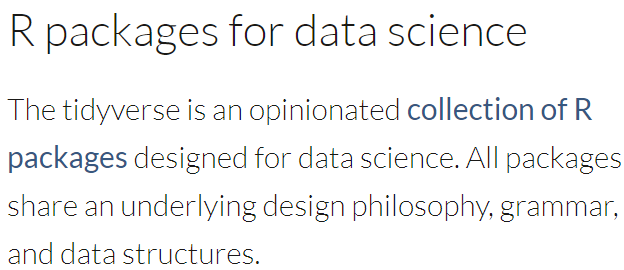 R packages for data science
The tidyverse is an opinionated collection of R
packages designed for data science. All packages
share an underlying design philosophy, grammar,
and data structures.